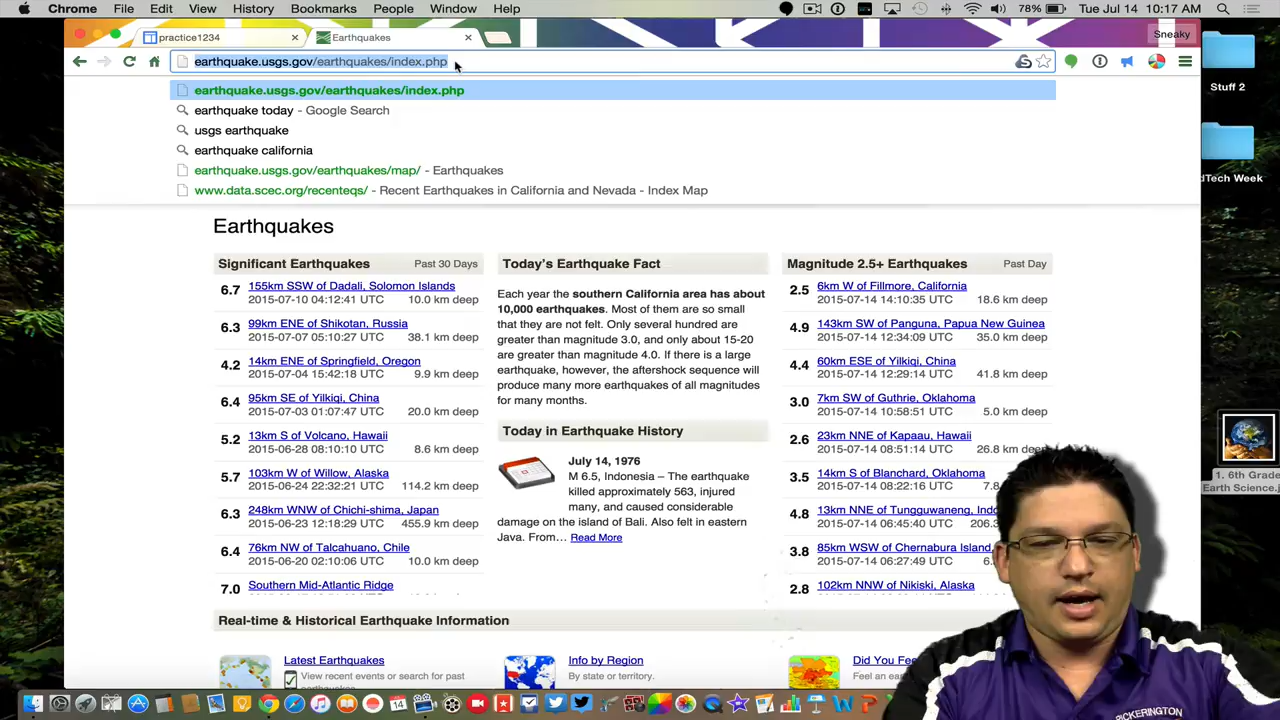 Chrome File Edit View History Bookmarks People Window Help 78% Tue Jul 14 10:17 AM
practice1234 Earthquakes Sneaky
earthquake.usgs.gov/earthquakes/index.php
earthquake.usgs.gov/earthquakes/index.php
earthquake today - Google Search
usgs earthquake
earthquake california
earthquake.usgs.gov/earthquakes/map/ - Earthquakes
www.data.scec.org/recenteqs/ - Recent Earthquakes in California and Nevada - Index Map
Stuff 2
dTech Week
1. 6th Grade
Earth Science.j
Earthquakes
Significant Earthquakes Past 30 Days
6.7 155km SSW of Dadali, Solomon Islands
2015-07-10 04:12:41 UTC 10.0 km deep
6.3 99km ENE of Shikotan, Russia
2015-07-07 05:10:27 UTC 38.1 km deep
4.2 14km ENE of Springfield, Oregon
2015-07-04 15:42:18 UTC 9.9 km deep
6.4 95km SE of Yilkiqi, China
2015-07-03 01:07:47 UTC 20.0 km deep
5.2 13km S of Volcano, Hawaii
2015-06-28 08:10:10 UTC 8.6 km deep
5.7 103km W of Willow, Alaska
2015-06-24 22:32:21 UTC 114.2 km deep
6.3 248km WNW of Chichi-shima, Japan
2015-06-23 12:18:29 UTC 455.9 km deep
6.4 76km NW of Talcahuano, Chile
2015-06-20 02:10:06 UTC 10.0 km deep
7.0 Southern Mid-Atlantic Ridge
Today's Earthquake Fact
Each year the southern California area has about
10,000 earthquakes. Most of them are so small
that they are not felt. Only several hundred are
greater than magnitude 3.0, and only about 15-20
are greater than magnitude 4.0. If there is a large
earthquake, however, the aftershock sequence will
produce many more earthquakes of all magnitudes
for many months.
Today in Earthquake History
July 14, 1976
M 6.5, Indonesia – The earthquake
killed approximately 563, injured
many, and caused considerable
damage on the island of Bali. Also felt in eastern
Java. From… Read More
Magnitude 2.5+ Earthquakes Past Day
2.5 6km W of Fillmore, California
2015-07-14 14:10:35 UTC 18.6 km deep
4.9 143km SW of Panguna, Papua New Guinea
2015-07-14 12:34:09 UTC 35.0 km deep
4.4 60km ESE of Yilkiqi, China
2015-07-14 12:29:14 UTC 41.8 km deep
3.0 7km SW of Guthrie, Oklahoma
2015-07-14 10:58:51 UTC 5.0 km deep
2.6 23km NNE of Kapaau, Hawaii
2015-07-14 08:51:14 UTC 26.8 km deep
3.5 14km S of Blanchard, Oklahoma
2015-07-14 08:22:16 UTC 7.8
4.8 13km NNE of Tungguwaneng, Indo
2015-07-14 06:45:40 UTC 206.3
3.8 85km WSW of Chernabura Island,
2015-07-14 06:27:49 UTC 6.
2.8 102km NNW of Nikiski, Alaska
Real-time & Historical Earthquake Information
Latest Earthquakes
View recent events or search for past
Info by Region
By state or territory.
Did You Fee
PICKERINGTON